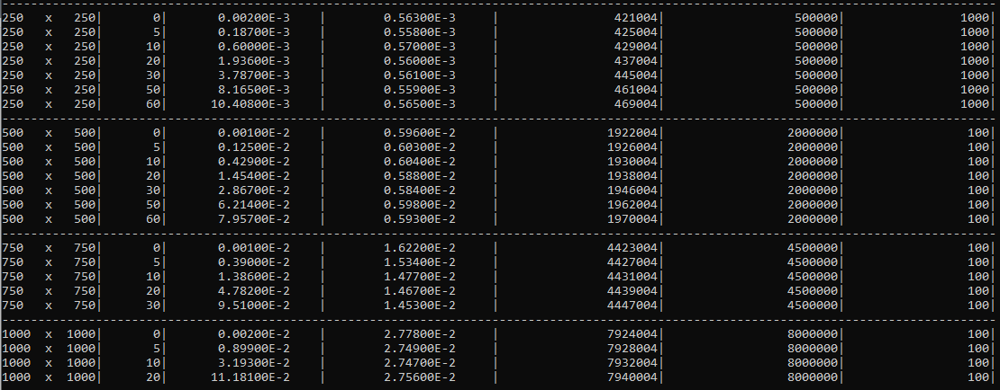 250   x   250|      0|       0.00200E-3    |        0.56300E-3     |               421004|                  500000|                1000|
250   x   250|      5|       0.18700E-3    |        0.55800E-3     |               425004|                  500000|                1000|
250   x   250|     10|       0.60000E-3    |        0.57000E-3     |               429004|                  500000|                1000|
250   x   250|     20|       1.93600E-3    |        0.56000E-3     |               437004|                  500000|                1000|
250   x   250|     30|       3.78700E-3    |        0.56100E-3     |               445004|                  500000|                1000|
250   x   250|     50|       8.16500E-3    |        0.55900E-3     |               461004|                  500000|                1000|
250   x   250|     60|      10.40800E-3    |        0.56500E-3     |               469004|                  500000|                1000|
500   x   500|      0|       0.00100E-2    |        0.59600E-2     |              1922004|                 2000000|                 100|
500   x   500|      5|       0.12500E-2    |        0.60300E-2     |              1926004|                 2000000|                 100|
500   x   500|     10|       0.42900E-2    |        0.60400E-2     |              1930004|                 2000000|                 100|
500   x   500|     20|       1.45400E-2    |        0.58800E-2     |              1938004|                 2000000|                 100|
500   x   500|     30|       2.86700E-2    |        0.58400E-2     |              1946004|                 2000000|                 100|
500   x   500|     50|       6.21400E-2    |        0.59800E-2     |              1962004|                 2000000|                 100|
500   x   500|     60|       7.95700E-2    |        0.59300E-2     |              1970004|                 2000000|                 100|
750   x   750|      0|       0.00100E-2    |        1.62200E-2     |              4423004|                 4500000|                 100|
750   x   750|      5|       0.39000E-2    |        1.53400E-2     |              4427004|                 4500000|                 100|
750   x   750|     10|       1.38600E-2    |        1.47700E-2     |              4431004|                 4500000|                 100|
750   x   750|     20|       4.78200E-2    |        1.46700E-2     |              4439004|                 4500000|                 100|
750   x   750|     30|       9.51000E-2    |        1.45300E-2     |              4447004|                 4500000|                 100|
1000  x  1000|      0|       0.00200E-2    |        2.77800E-2     |              7924004|                 8000000|                 100|
1000  x  1000|      5|       0.89900E-2    |        2.74900E-2     |              7928004|                 8000000|                 100|
1000  x  1000|     10|       3.19300E-2    |        2.74700E-2     |              7932004|                 8000000|                 100|
1000  x  1000|     20|      11.18100E-2    |        2.75600E-2     |              7940004|                 8000000|                 100|